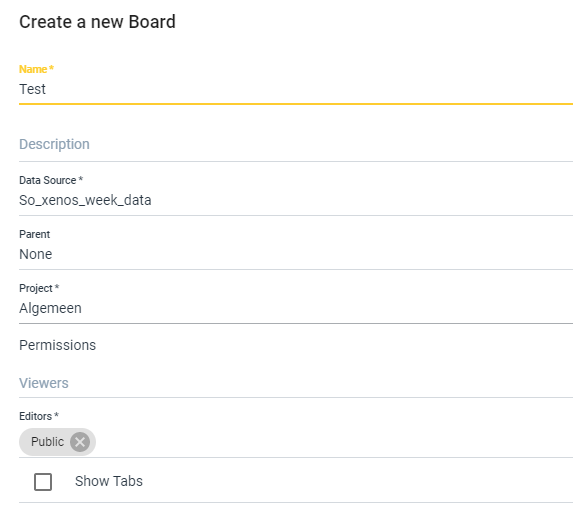 Create a new Board
Name *
Test
Description
Data Source *
So_xenos_week_data
Parent
None
Project *
Algemeen
Permissions
Viewers
Editors *
Public
Show Tabs